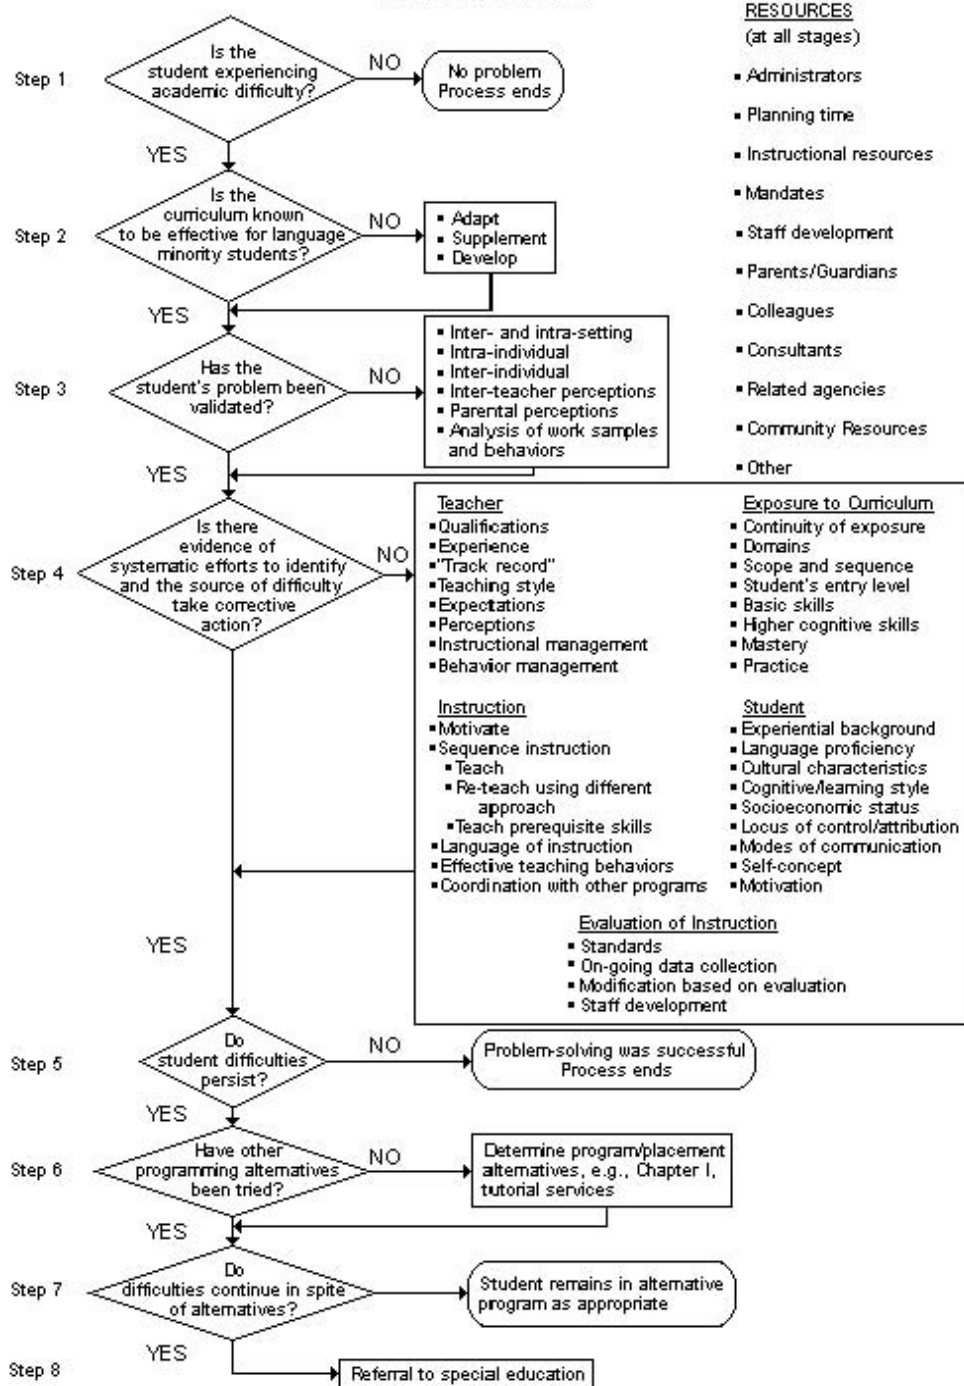 RESOURCES
(at all stages)
▪ Administrators
▪ Planning time
▪ Instructional resources
▪ Mandates
▪ Staff development
▪ Parents/Guardians
▪ Colleagues
▪ Consultants
▪ Related agencies
▪ Community Resources
▪ Other
Step 1
Is the
student experiencing
academic difficulty?
NO
No problem
Process ends
YES
Step 2
Is the
curriculum known
to be effective for language
minority students?
NO
▪ Adapt
▪ Supplement
▪ Develop
YES
Step 3
Has the
student's problem been
validated?
NO
▪ Inter- and intra-setting
▪ Intra-individual
▪ Inter-individual
▪ Inter-teacher perceptions
▪ Parental perceptions
▪ Analysis of work samples
and behaviors
YES
Step 4
Is there
evidence of
systematic efforts to identify
and the source of difficulty
take corrective
action?
NO
Teacher
▪ Qualifications
▪ Experience
▪ "Track record"
▪ Teaching style
▪ Expectations
▪ Perceptions
▪ Instructional management
▪ Behavior management
Exposure to Curriculum
▪ Continuity of exposure
▪ Domains
▪ Scope and sequence
▪ Student's entry level
▪ Basic skills
▪ Higher cognitive skills
▪ Mastery
▪ Practice
Instruction
▪ Motivate
▪ Sequence instruction
▪ Teach
▪ Re-teach using different
approach
▪ Teach prerequisite skills
▪ Language of instruction
▪ Effective teaching behaviors
▪ Coordination with other programs
Student
▪ Experiential background
▪ Language proficiency
▪ Cultural characteristics
▪ Cognitive/learning style
▪ Socioeconomic status
▪ Locus of control/attribution
▪ Modes of communication
▪ Self-concept
▪ Motivation
Evaluation of Instruction
▪ Standards
▪ On-going data collection
▪ Modification based on evaluation
▪ Staff development
YES
Step 5
Do
student difficulties
persist?
NO
Problem-solving was successful
Process ends
YES
Step 6
Have other
programming alternatives
been tried?
NO
Determine program/placement
alternatives, e.g., Chapter I,
tutorial services
YES
Step 7
Do
difficulties continue in spite
of alternatives?
Student remains in alternative
program as appropriate
YES
Step 8
Referral to special education